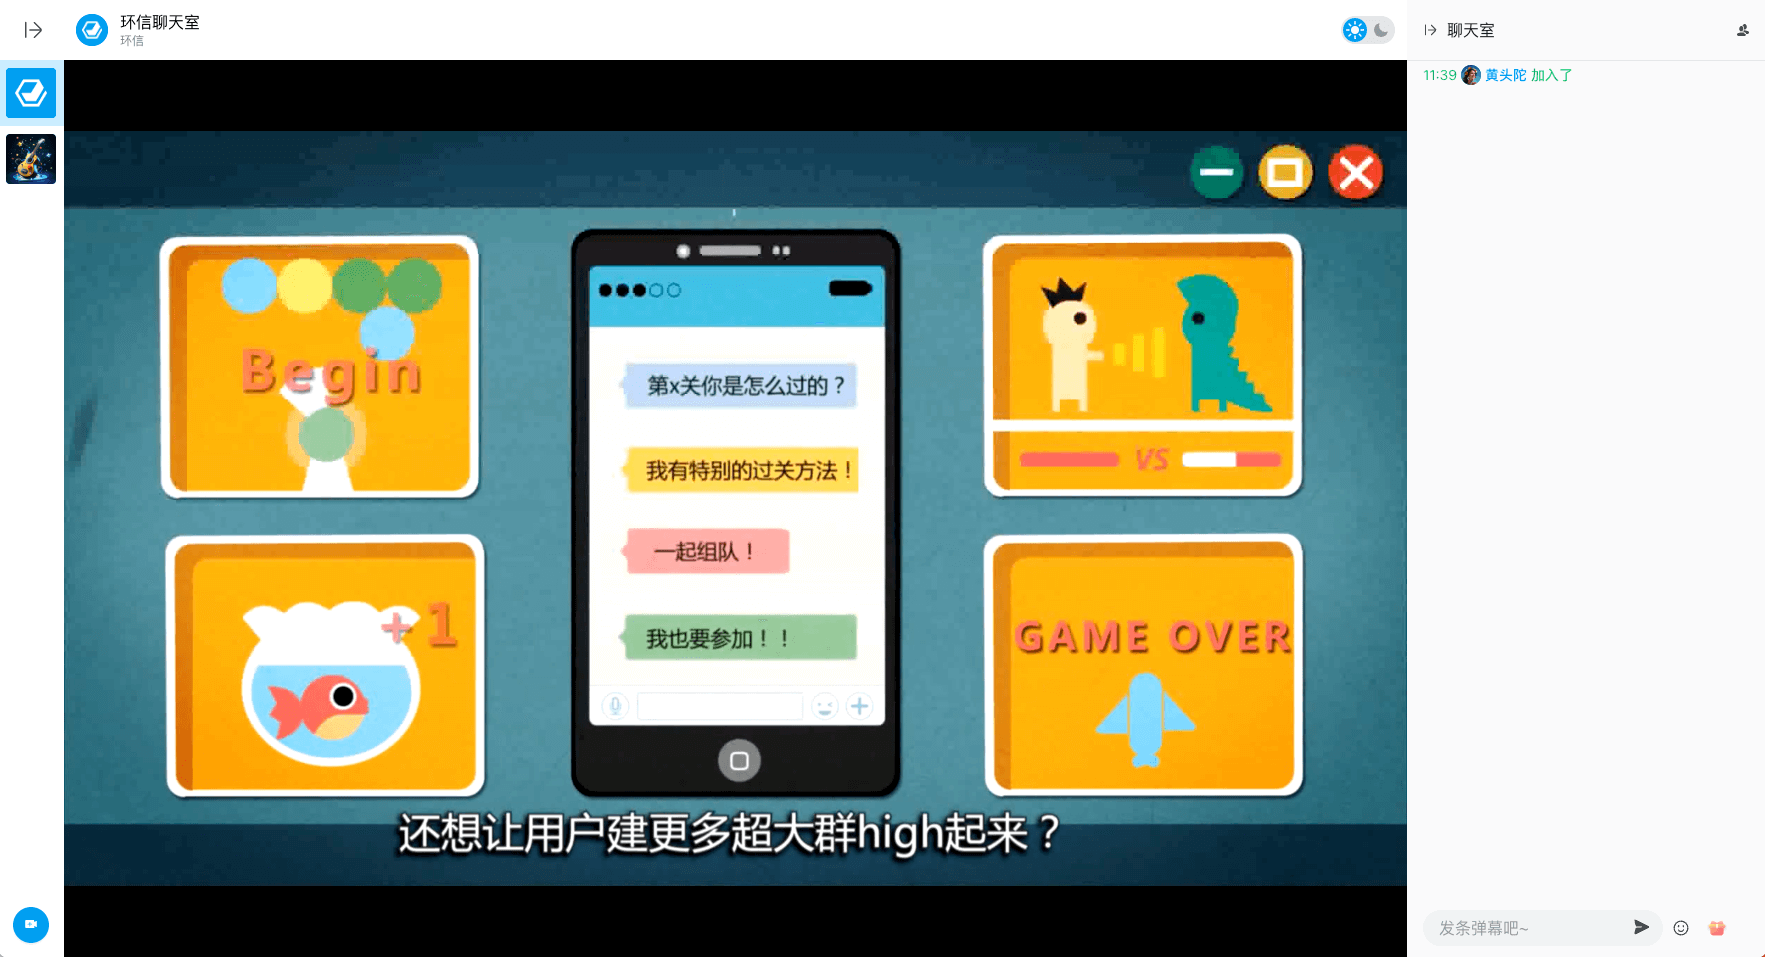 环信聊天室
环信
聊天室
11:39 黄头陀 加入了
Begin
第x关你是怎么过的？
我有特别的过关方法！
一起组队！
我也要参加！！
VS
+1
GAME OVER
还想让用户建更多超大群high起来？
发条弹幕吧~